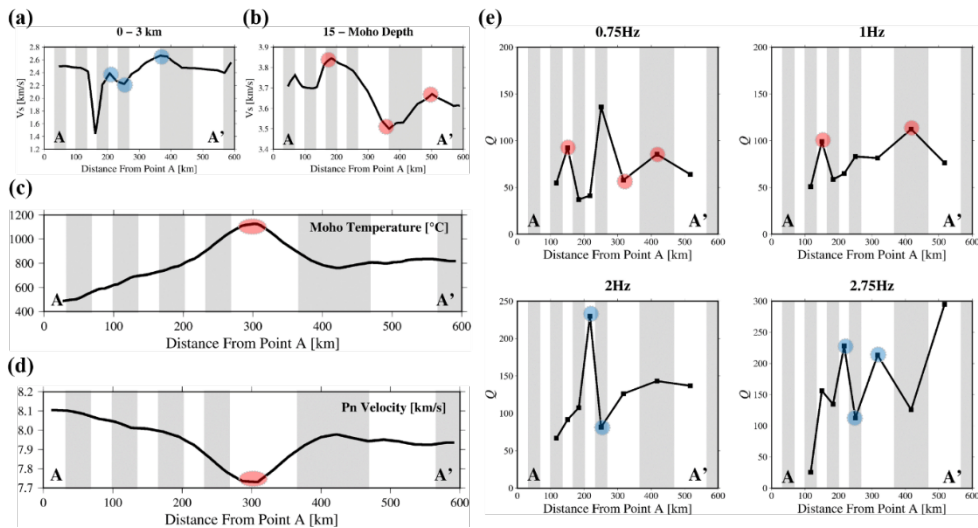 (a)
0 – 3 km
Vs [km/s]
2.8
2.6
2.4
2.2
2.0
1.8
1.6
1.4
1.2
A
A’
0 100 200 300 400 500 600
Distance From Point A [km]
(b)
15 – Moho Depth
Vs [km/s]
3.9
3.8
3.7
3.6
3.5
3.4
A
A’
0 100 200 300 400 500 600
Distance From Point A [km]
(c)
1200
1000
800
600
400
Moho Temperature [°C]
A
A’
0 100 200 300 400 500 600
Distance From Point A [km]
(d)
8.2
8.1
8.0
7.9
7.8
7.7
Pn Velocity [km/s]
A
A’
0 100 200 300 400 500 600
Distance From Point A [km]
(e)
0.75Hz
Q
200
150
100
50
0
A
A’
0 100 200 300 400 500 600
Distance From Point A [km]
1Hz
Q
200
150
100
50
0
A
A’
0 100 200 300 400 500 600
Distance From Point A [km]
2Hz
Q
250
200
150
100
50
0
A
A’
0 100 200 300 400 500 600
Distance From Point A [km]
2.75Hz
Q
300
250
200
150
100
50
0
A
A’
0 100 200 300 400 500 600
Distance From Point A [km]